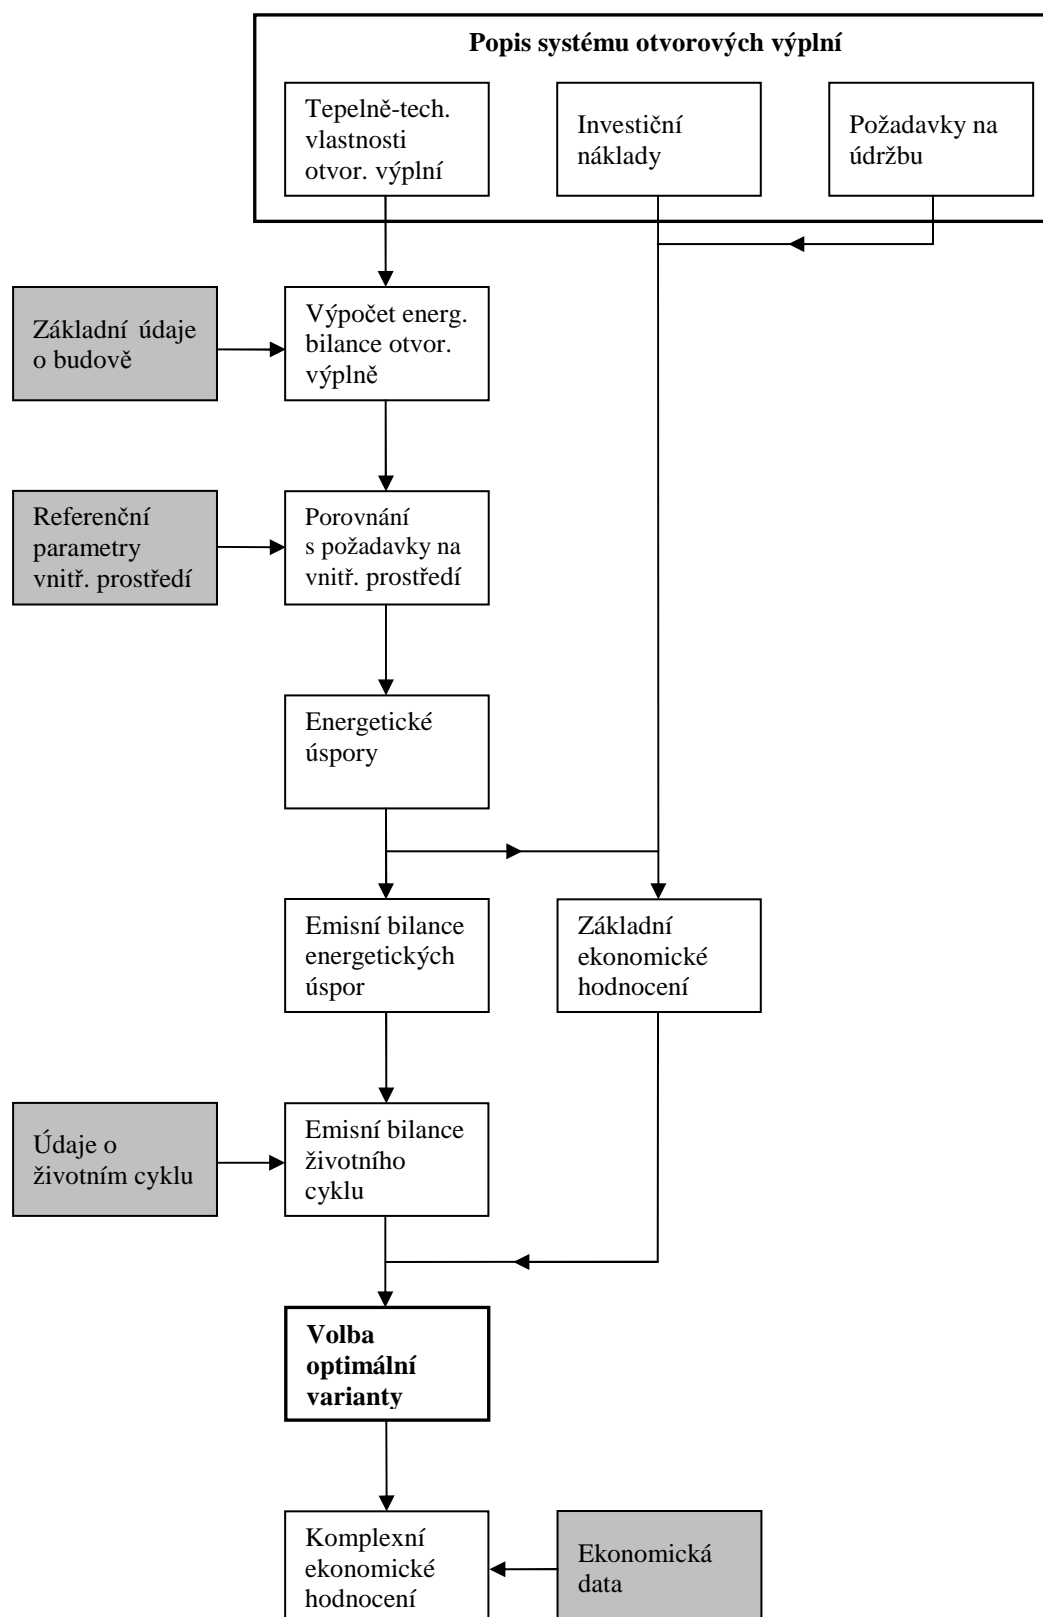 Popis systému otvorových výplní
Tepelně-tech.
vlastnosti
otvor. výplní
Investiční
náklady
Požadavky na
údržbu
Základní údaje
o budově
Výpočet energ.
bilance otvor.
výplně
Referenční
parametry
vnitř. prostředí
Porovnání
s požadavky na
vnitř. prostředí
Energetické
úspory
Emisní bilance
energetických
úspor
Základní
ekonomické
hodnocení
Údaje o
životním cyklu
Emisní bilance
životního
cyklu
Volba
optimální
varianty
Komplexní
ekonomické
hodnocení
Ekonomická
data